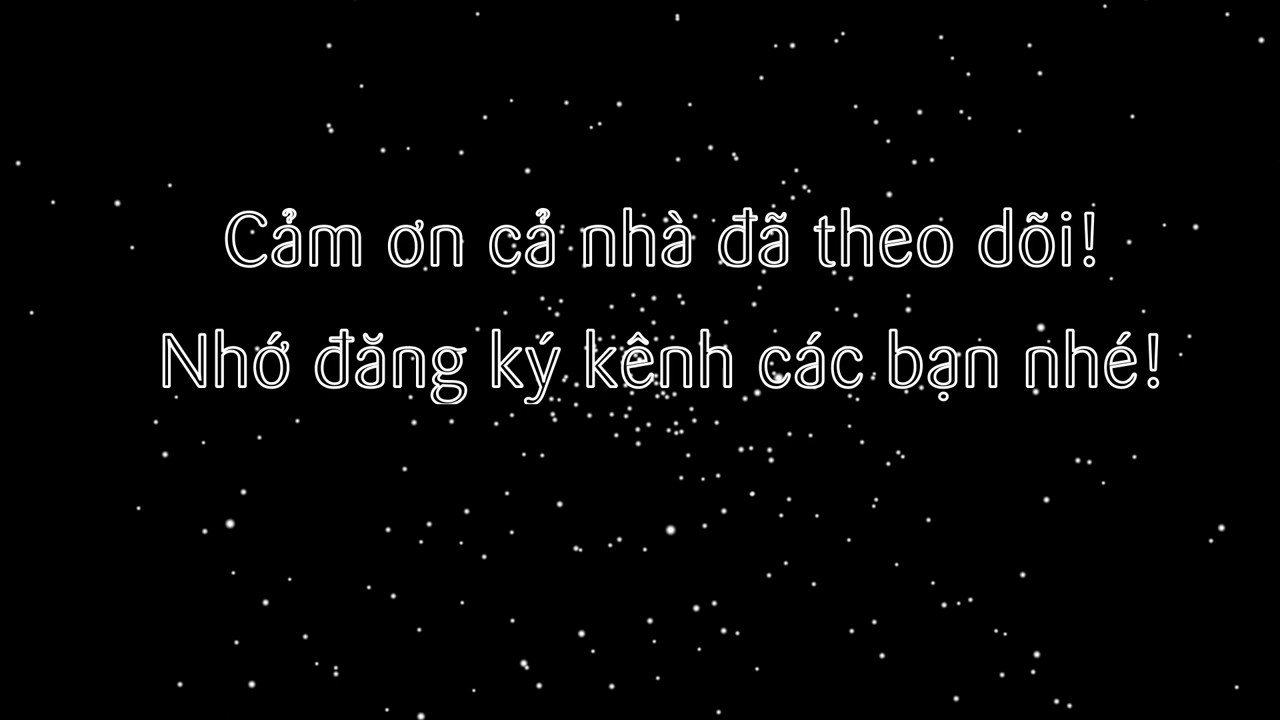 Cảm ơn cả nhà đã theo dõi!
Nhớ đăng ký kênh các bạn nhé!